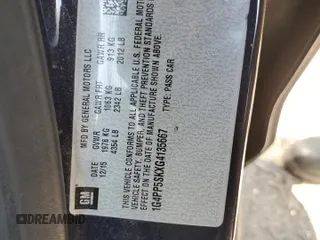 MFD BY GENERAL MOTORS LLC
DATE GVWR GAWR FRT GAWR RR
12/15 1976 KG 1063 KG 913 KG
4354 LB 2342 LB 2012 LB
THIS VEHICLE CONFORMS TO ALL APPLICABLE U.S. FEDERAL MOTOR
VEHICLE SAFETY, BUMPER, AND THEFT PREVENTION STANDARDS
IN EFFECT ON THE DATE OF MANUFACTURE SHOWN ABOVE.
1G4PP5SKXG4135667 TYPE: PASS CAR
GM
DREAMBID